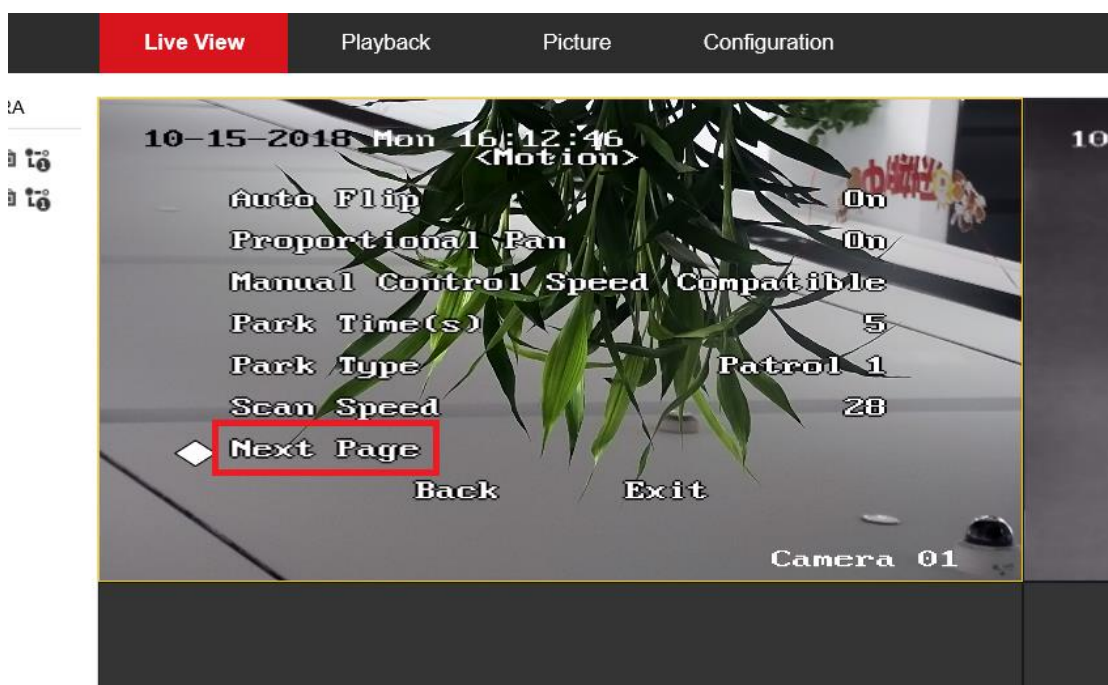 Live View Playback Picture Configuration
RA
10-15-2018 Mon 16:12:46
10
<Motion>
Auto Flip On
Proportional Pan On
Manual Control Speed Compatible
Park Time(s) 5
Park Type Patrol 1
Scan Speed 28
Next Page
Back Exit
Camera 01